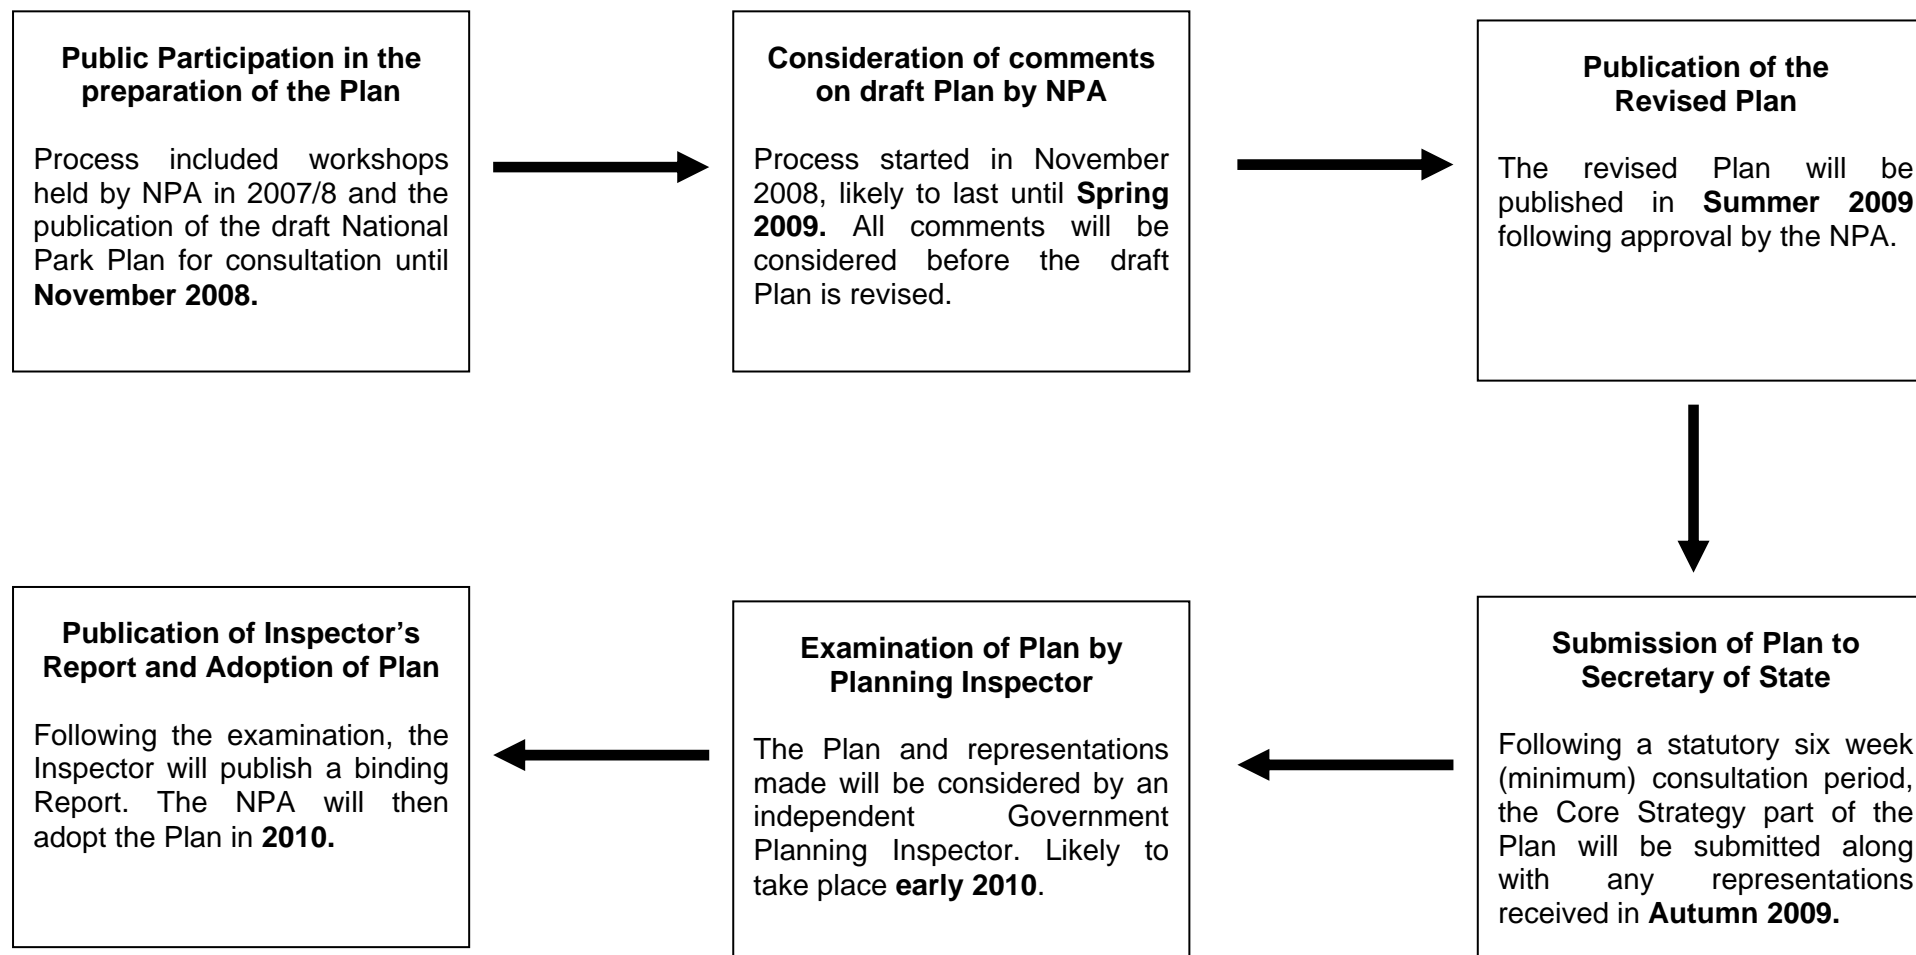 Public Participation in the
preparation of the Plan
Process included workshops
held by NPA in 2007/8 and the
publication of the draft National
Park Plan for consultation until
November 2008.
Consideration of comments
on draft Plan by NPA
Process started in November
2008, likely to last until Spring
2009. All comments will be
considered before the draft
Plan is revised.
Publication of the
Revised Plan
The revised Plan will be
published in Summer 2009
following approval by the NPA.
Submission of Plan to
Secretary of State
Following a statutory six week
(minimum) consultation period,
the Core Strategy part of the
Plan will be submitted along
with any representations
received in Autumn 2009.
Examination of Plan by
Planning Inspector
The Plan and representations
made will be considered by an
independent Government
Planning Inspector. Likely to
take place early 2010.
Publication of Inspector’s
Report and Adoption of Plan
Following the examination, the
Inspector will publish a binding
Report. The NPA will then
adopt the Plan in 2010.